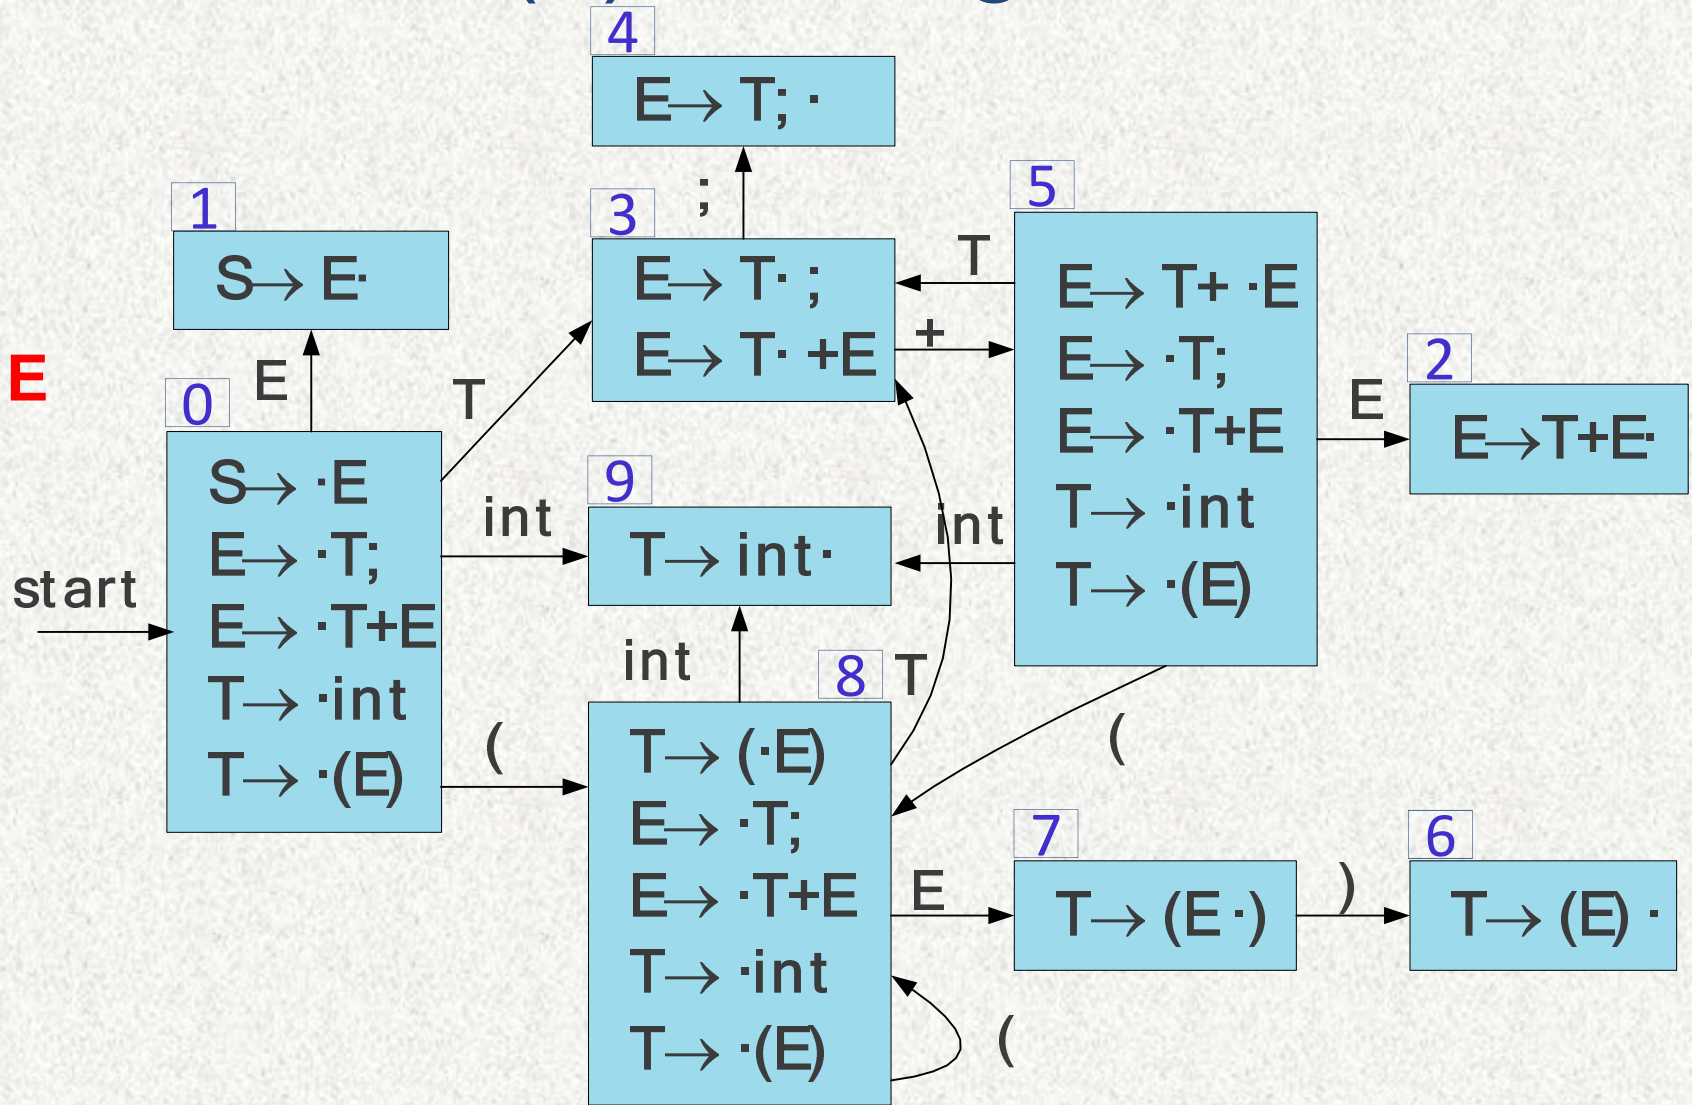 4
E→ T; ·
1
S→ E·
;
3
E→ T· ;
E→ T· +E
T
+
5
E→ T+ ·E
E→ ·T;
E→ ·T+E
T→ ·int
T→ ·(E)
E
2
E→T+E·
E
0
E
T
S→ ·E
E→ ·T;
E→ ·T+E
T→ ·int
T→ ·(E)
start
int
9
T→ int·
int
int
8
T
(
(
T→ (·E)
E→ ·T;
E→ ·T+E
T→ ·int
T→ ·(E)
E
7
T→ (E ·)
)
6
T→ (E) ·
(